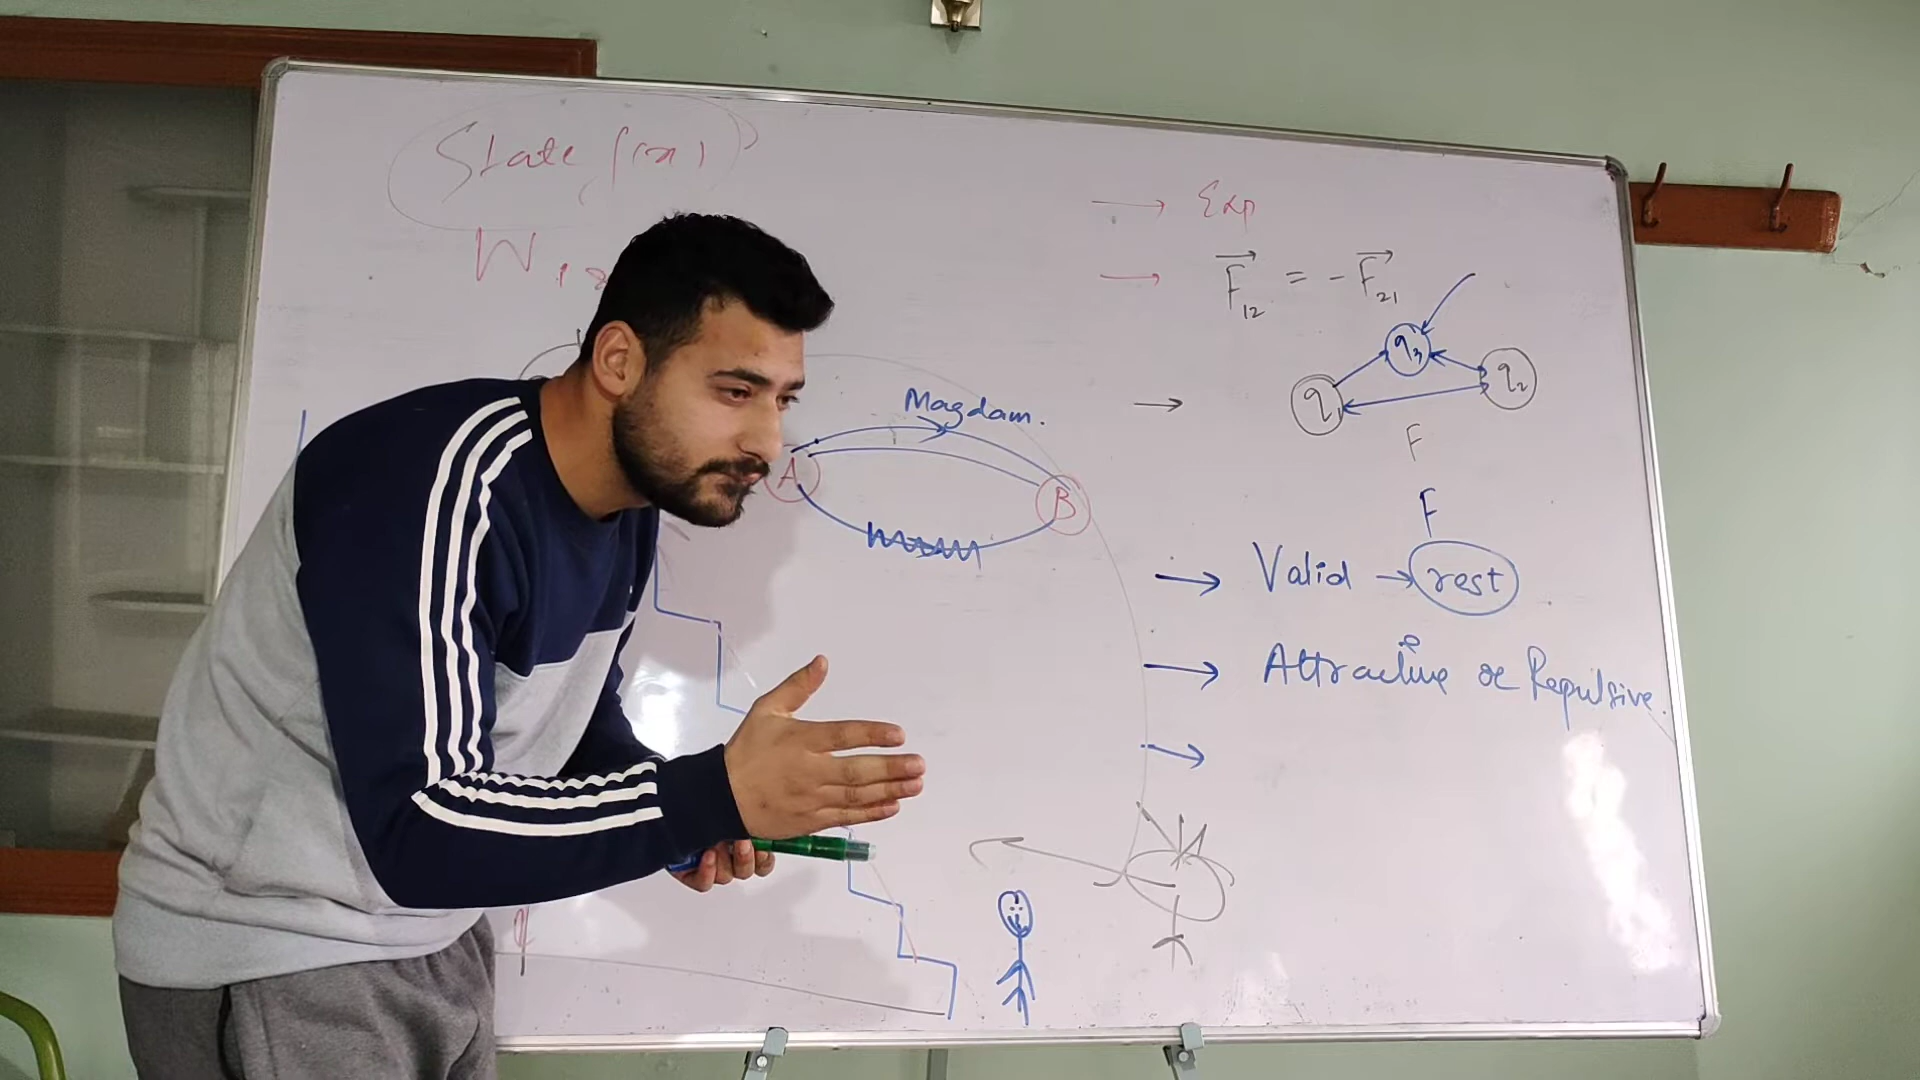 State f(x)
W
A
Magdam.
B
→ Exp
→ F₁₂ = -F₂₁
→
q₃
q₁
q₂
F
F
→ Valid → rest
→ Attractive or Repulsive.
→
q